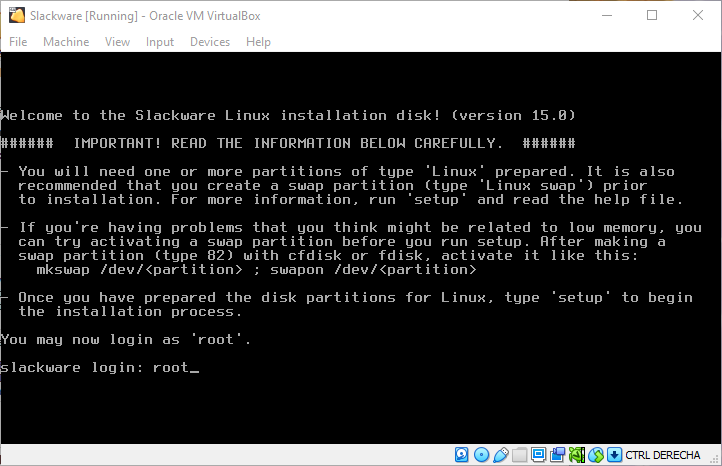 Slackware [Running] - Oracle VM VirtualBox
File Machine View Input Devices Help
Welcome to the Slackware Linux installation disk! (version 15.0)
###### IMPORTANT! READ THE INFORMATION BELOW CAREFULLY. ######
- You will need one or more partitions of type 'Linux' prepared. It is also
recommended that you create a swap partition (type 'Linux swap') prior
to installation. For more information, run 'setup' and read the help file.
- If you're having problems that you think might be related to low memory, you
can try activating a swap partition before you run setup. After making a
swap partition (type 82) with cfdisk or fdisk, activate it like this:
mkswap /dev/<partition> ; swapon /dev/<partition>
- Once you have prepared the disk partitions for Linux, type 'setup' to begin
the installation process.
You may now login as 'root'.
slackware login: root_
CTRL DERECHA